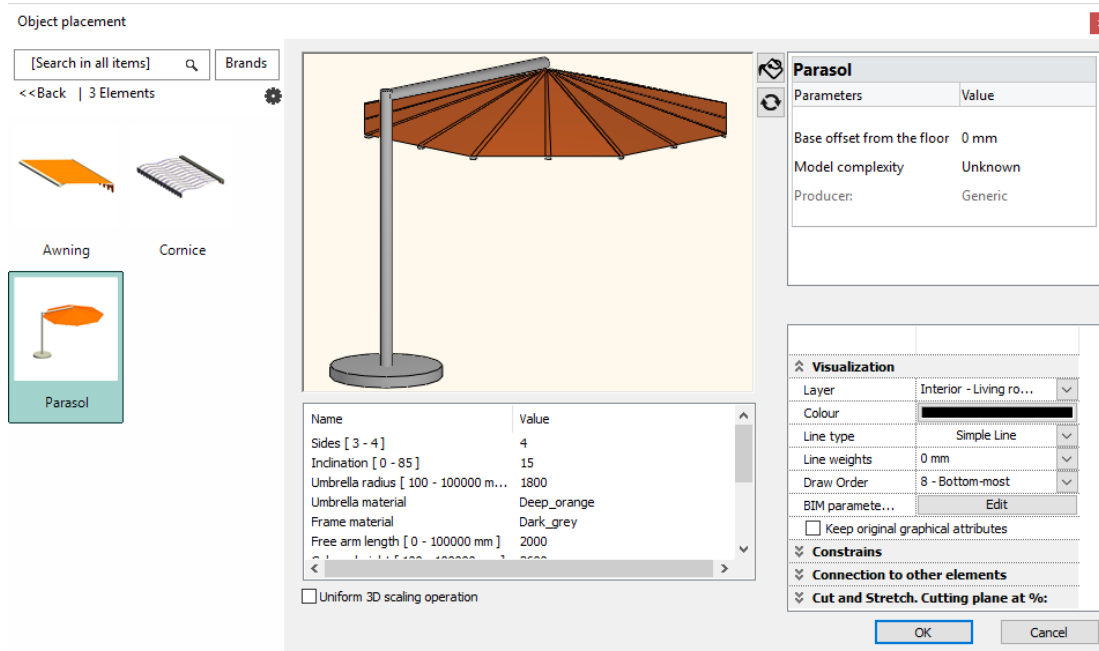 Object placement
[Search in all items]
Brands
<<Back | 3 Elements
Awning
Cornice
Parasol
Name Value
Sides [ 3 - 4 ] 4
Inclination [ 0 - 85 ] 15
Umbrella radius [ 100 - 100000 m... 1800
Umbrella material Deep_orange
Frame material Dark_grey
Free arm length [ 0 - 100000 mm ] 2000
Uniform 3D scaling operation
Parasol
Parameters Value
Base offset from the floor 0 mm
Model complexity Unknown
Producer: Generic
Visualization
Layer Interior - Living ro...
Colour
Line type Simple Line
Line weights 0 mm
Draw Order 8 - Bottom-most
BIM paramete... Edit
Keep original graphical attributes
Constrains
Connection to other elements
Cut and Stretch. Cutting plane at %:
OK Cancel